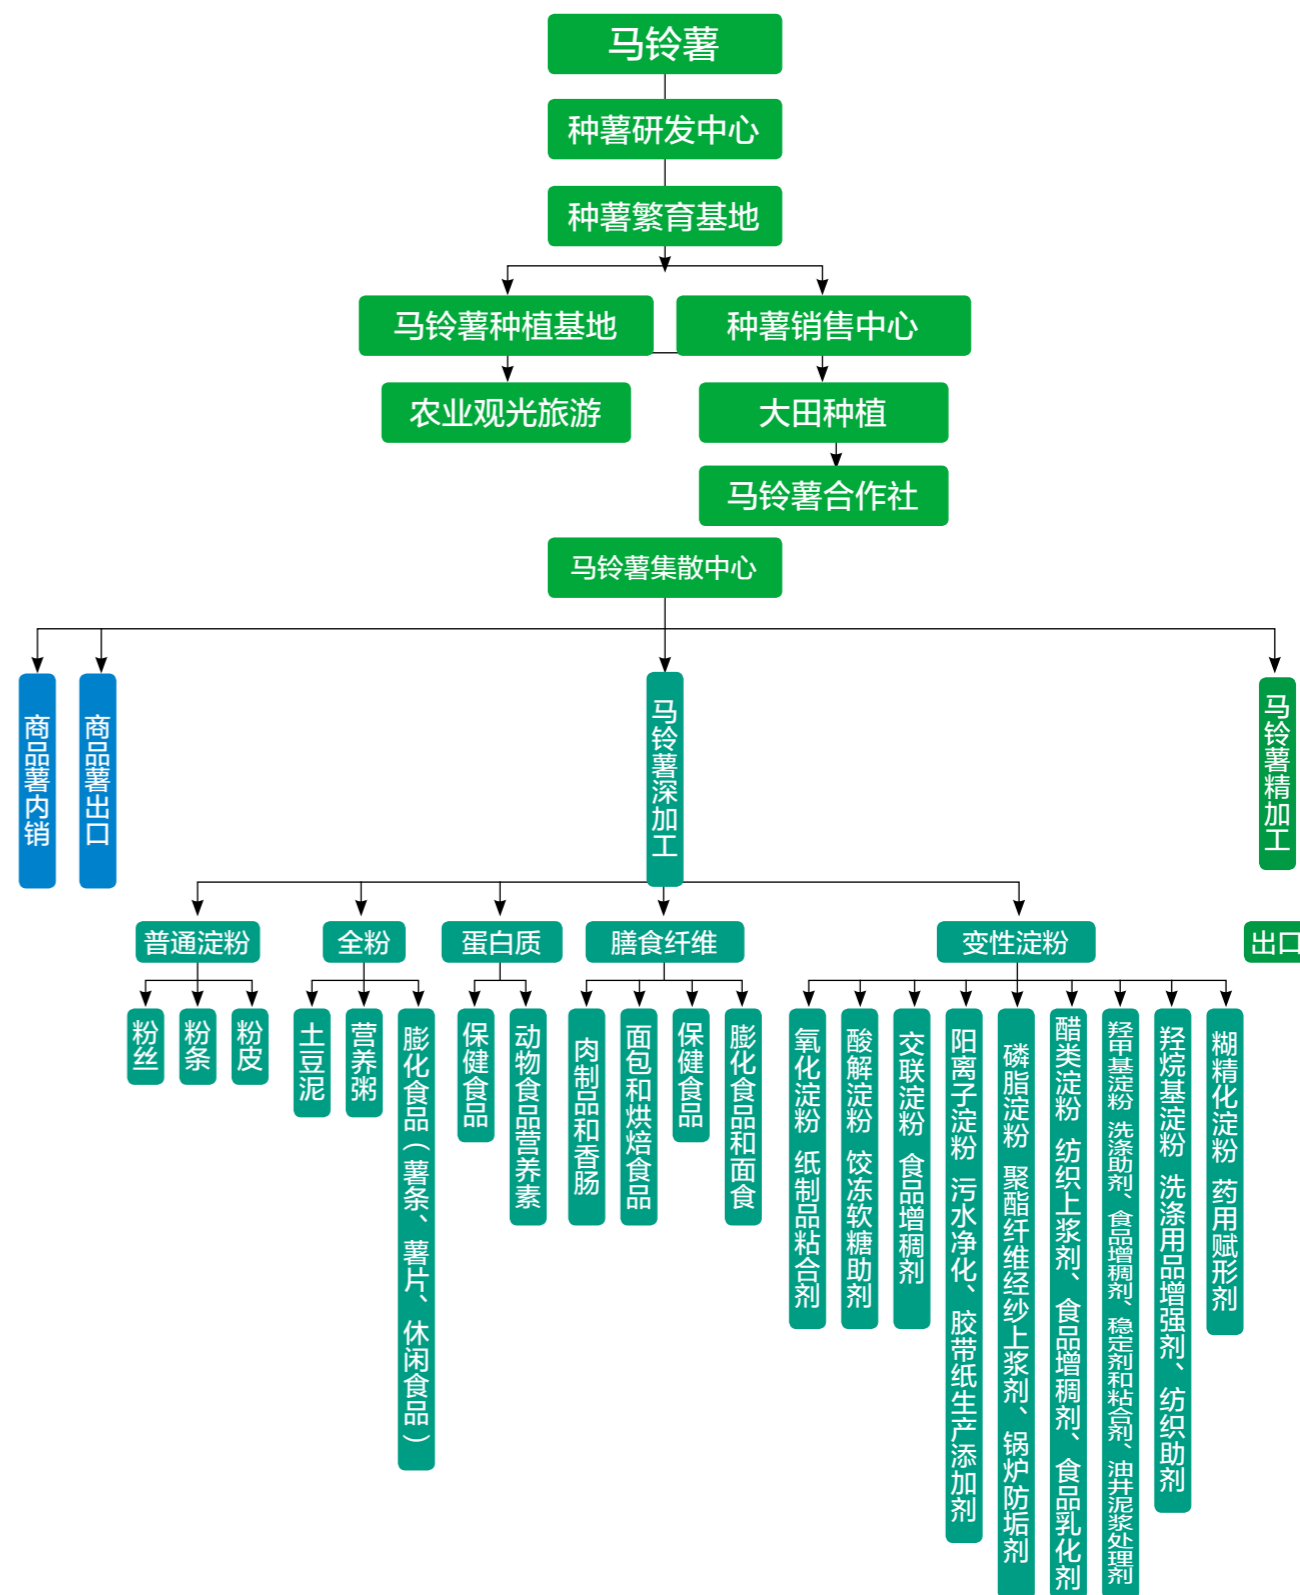 马铃薯
种薯研发中心
种薯繁育基地
马铃薯种植基地
种薯销售中心
农业观光旅游
大田种植
马铃薯合作社
马铃薯集散中心
商品薯内销
商品薯出口
马铃薯深加工
马铃薯精加工
普通淀粉
全粉
蛋白质
膳食纤维
变性淀粉
出口
粉丝
粉条
粉皮
土豆泥
营养粥
膨化食品（薯条、薯片、休闲食品）
保健食品
动物食品营养素
肉制品和香肠
面包和烘焙食品
保健食品
膨化食品和面食
氧化淀粉 纸制品粘合剂
酸解淀粉 饺冻软糖助剂
交联淀粉 食品增稠剂
阳离子淀粉 污水净化、胶带纸生产添加剂
磷脂淀粉 聚酯纤维经纱上浆剂、锅炉防垢剂
醋类淀粉 纺织上浆剂、食品增稠剂、食品乳化剂
羟甲基淀粉 洗涤助剂、食品增稠剂、稳定剂和粘合剂、油井泥浆处理剂
羟烷基淀粉 洗涤用品增强剂、纺织助剂
糊精化淀粉 药用赋形剂